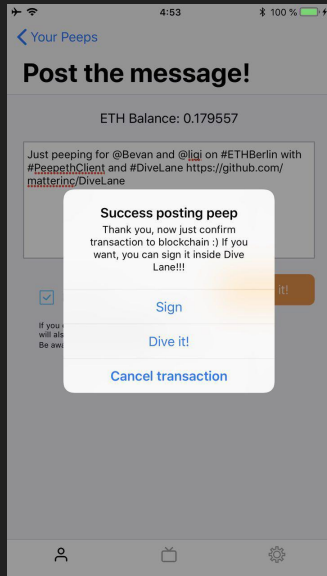 4:53
100 %
Your Peeps
Post the message!
ETH Balance: 0.179557
Just peeping for @Bevan and @ligi on #ETHBerlin with
#PeepethClient and #DiveLane https://github.com/
matterinc/DiveLane
Success posting peep
Thank you, now just confirm
transaction to blockchain :) If you
want, you can sign it inside Dive
Lane!!!
it!
Sign
If you
will als
Be awa
Dive it!
Cancel transaction